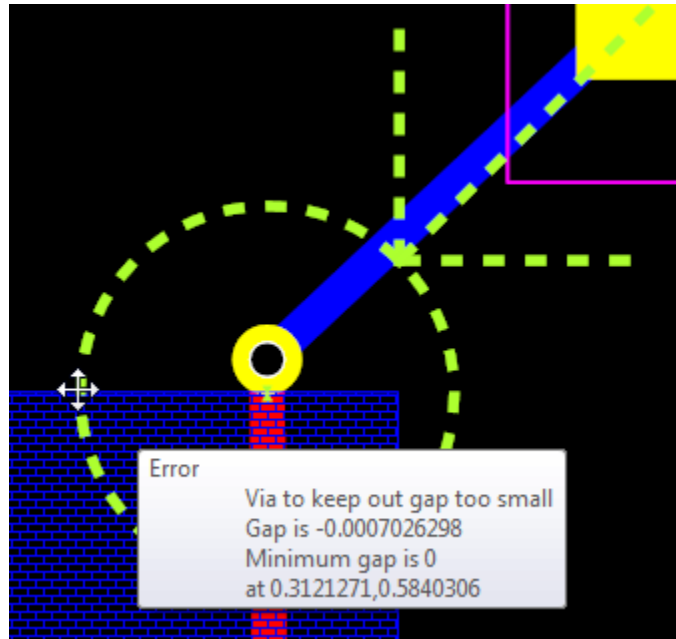 Error
Via to keep out gap too small
Gap is -0.0007026298
Minimum gap is 0
at 0.3121271,0.5840306